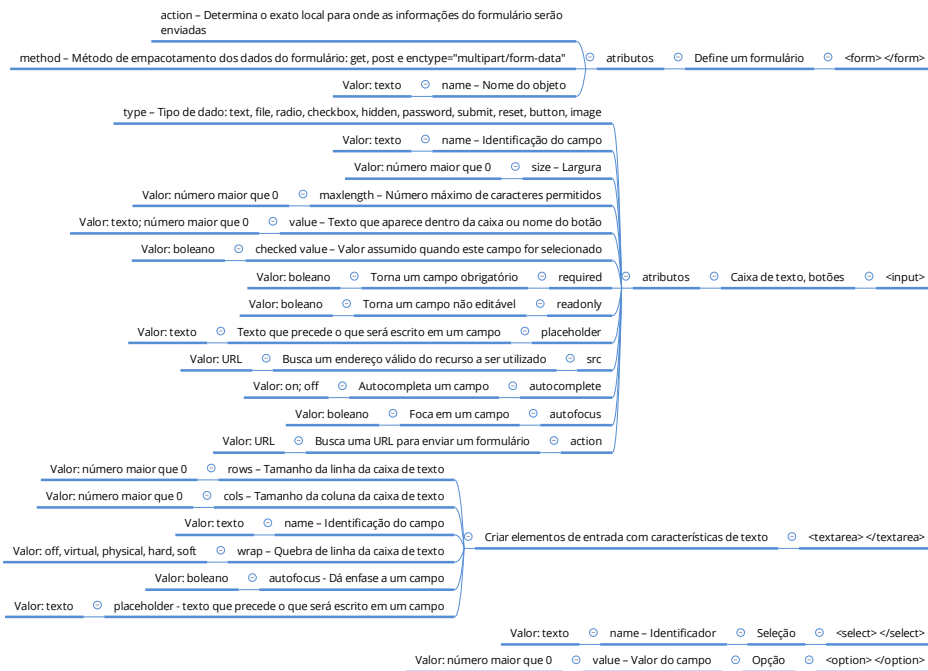 action – Determina o exato local para onde as informações do formulário serão
enviadas
method – Método de empacotamento dos dados do formulário: get, post e enctype="multipart/form-data" atributos Define um formulário <form> </form>
Valor: texto name – Nome do objeto
type – Tipo de dado: text, file, radio, checkbox, hidden, password, submit, reset, button, image
Valor: texto name – Identificação do campo
Valor: número maior que 0 size – Largura
Valor: número maior que 0 maxlength – Número máximo de caracteres permitidos
Valor: texto; número maior que 0 value – Texto que aparece dentro da caixa ou nome do botão
Valor: boleano checked value – Valor assumido quando este campo for selecionado
Valor: boleano Torna um campo obrigatório required atributos Caixa de texto, botões <input>
Valor: boleano Torna um campo não editável readonly
Valor: texto Texto que precede o que será escrito em um campo placeholder
Valor: URL Busca um endereço válido do recurso a ser utilizado src
Valor: on; off Autocompleta um campo autocomplete
Valor: boleano Foca em um campo autofocus
Valor: URL Busca uma URL para enviar um formulário action
Valor: número maior que 0 rows – Tamanho da linha da caixa de texto
Valor: número maior que 0 cols – Tamanho da coluna da caixa de texto
Valor: texto name – Identificação do campo
Criar elementos de entrada com características de texto <textarea> </textarea>
Valor: off, virtual, physical, hard, soft wrap – Quebra de linha da caixa de texto
Valor: boleano autofocus - Dá enfase a um campo
Valor: texto placeholder - texto que precede o que será escrito em um campo
Valor: texto name – Identificador Seleção <select> </select>
Valor: número maior que 0 value – Valor do campo Opção <option> </option>